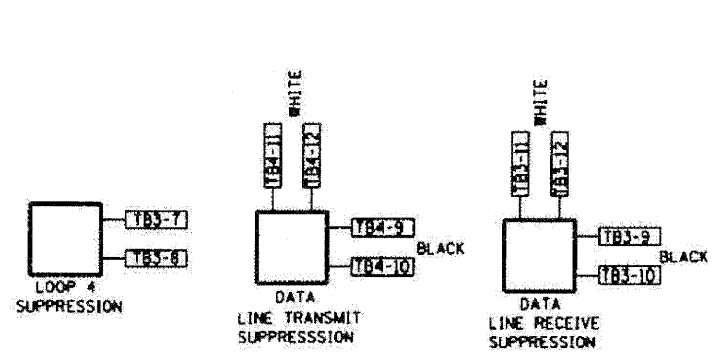 WHITE
TB4-11
TB4-12
WHITE
TB3-11
TB3-12
TB3-7
TB3-8
LOOP 4
SUPPRESSION
TB4-9
TB4-10
BLACK
DATA
LINE TRANSMIT
SUPPRESSSION
TB3-9
TB3-10
BLACK
DATA
LINE RECEIVE
SUPPRESSION